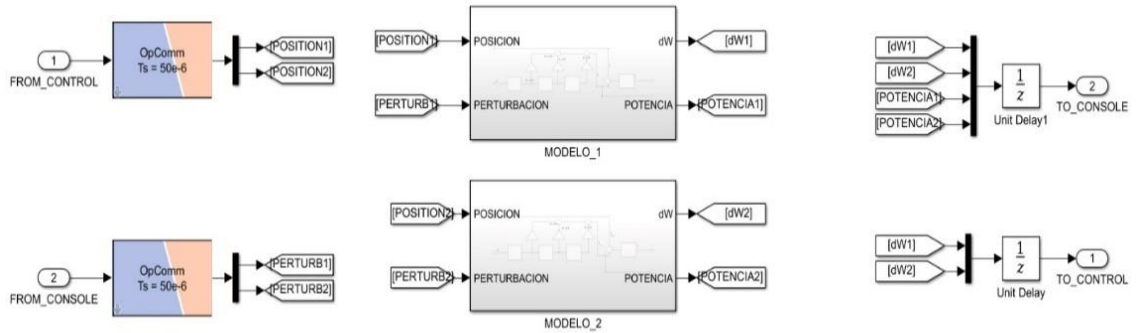 1
FROM_CONTROL
OpComm
Ts = 50e-6
[POSITION1]
[POSITION2]
[POSITION1]
[PERTURB1]
POSICION
PERTURBACION
dW
POTENCIA
MODELO_1
[dW1]
[POTENCIA1]
[dW1]
[dW2]
[POTENCIA1]
[POTENCIA2]
1
z
Unit Delay1
2
TO_CONSOLE
2
FROM_CONSOLE
OpComm
Ts = 50e-6
[PERTURB1]
[PERTURB2]
[POSITION2]
[PERTURB2]
POSICION
PERTURBACION
dW
POTENCIA
MODELO_2
[dW2]
[POTENCIA2]
[dW1]
[dW2]
1
z
Unit Delay
1
TO_CONTROL